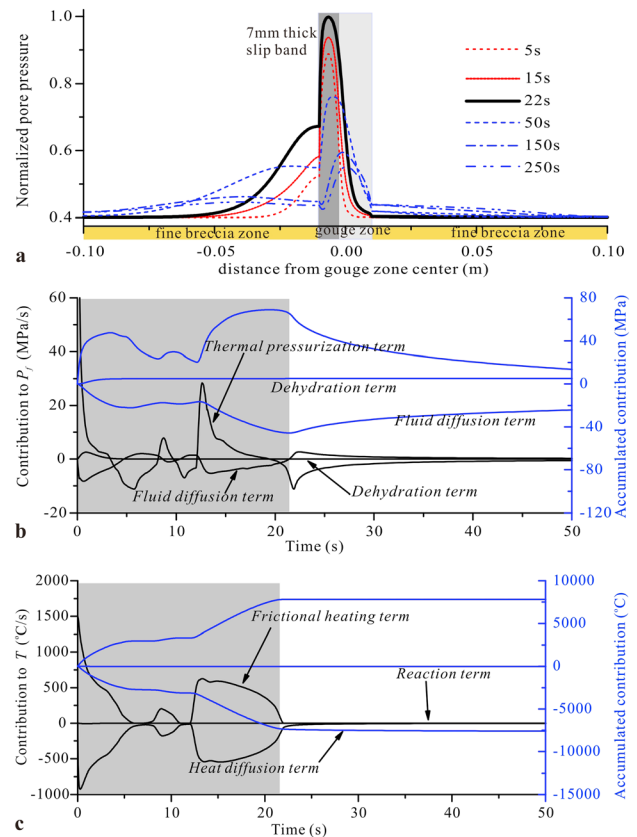 7mm thick
slip band
5s
15s
22s
50s
150s
250s
Normalized pore pressure
1.0
0.8
0.6
0.4
fine breccia zone
gouge zone
fine breccia zone
-0.10
-0.05
0.00
0.05
0.10
distance from gouge zone center (m)
a
60
50
40
30
20
10
0
-10
-20
Contribution to Pf (MPa/s)
Thermal pressurization term
Dehydration term
Fluid diffusion term
Fluid diffusion term
Dehydration term
80
40
0
-40
-80
-120
Accumulated contribution (MPa)
0
10
20
30
40
50
Time (s)
b
2000
1500
1000
500
0
-500
-1000
Contribution to T (°C/s)
Frictional heating term
Reaction term
Heat diffusion term
10000
5000
0
-5000
-10000
-15000
Accumulated contribution (°C)
0
10
20
30
40
50
Time (s)
c